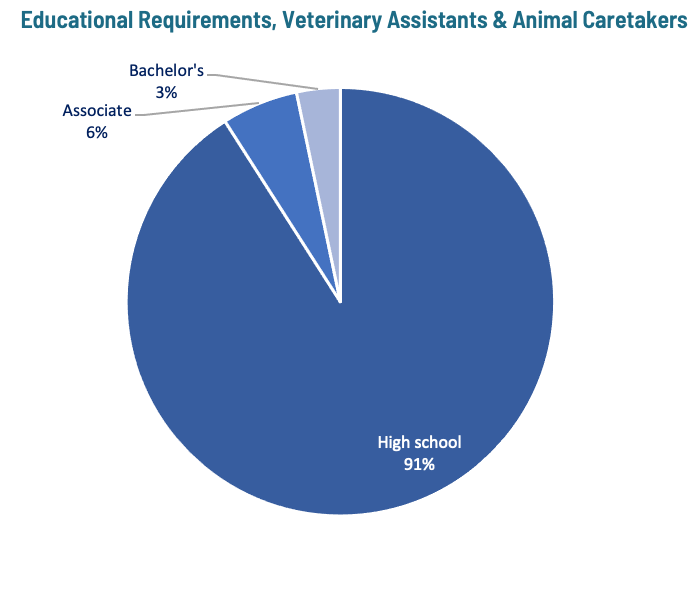 Educational Requirements, Veterinary Assistants & Animal Caretakers
Bachelor's
3%
Associate
6%
High school
91%